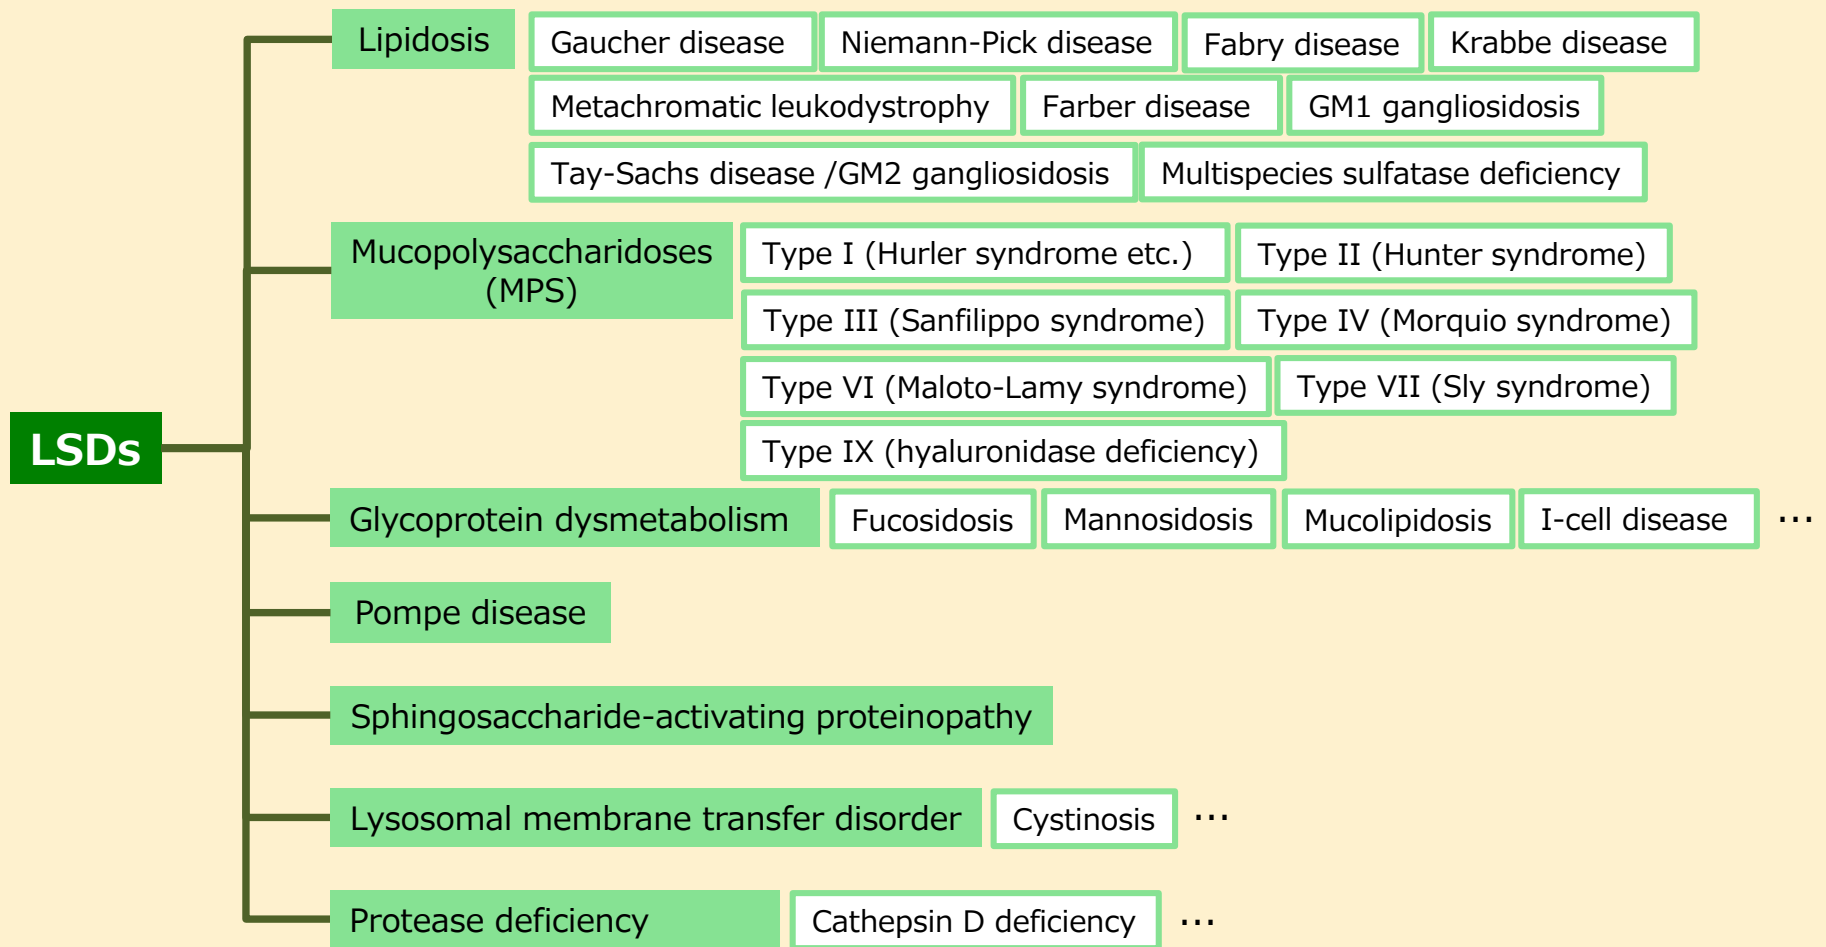 Lipidosis
Gaucher disease
Niemann-Pick disease
Fabry disease
Krabbe disease
Metachromatic leukodystrophy
Farber disease
GM1 gangliosidosis
Tay-Sachs disease /GM2 gangliosidosis
Multispecies sulfatase deficiency
Mucopolysaccharidoses
(MPS)
Type I (Hurler syndrome etc.)
Type II (Hunter syndrome)
Type III (Sanfilippo syndrome)
Type IV (Morquio syndrome)
Type VI (Maloto-Lamy syndrome)
Type VII (Sly syndrome)
Type IX (hyaluronidase deficiency)
LSDs
Glycoprotein dysmetabolism
Fucosidosis
Mannosidosis
Mucolipidosis
I-cell disease
…
Pompe disease
Sphingosaccharide-activating proteinopathy
Lysosomal membrane transfer disorder
Cystinosis
…
Protease deficiency
Cathepsin D deficiency
…